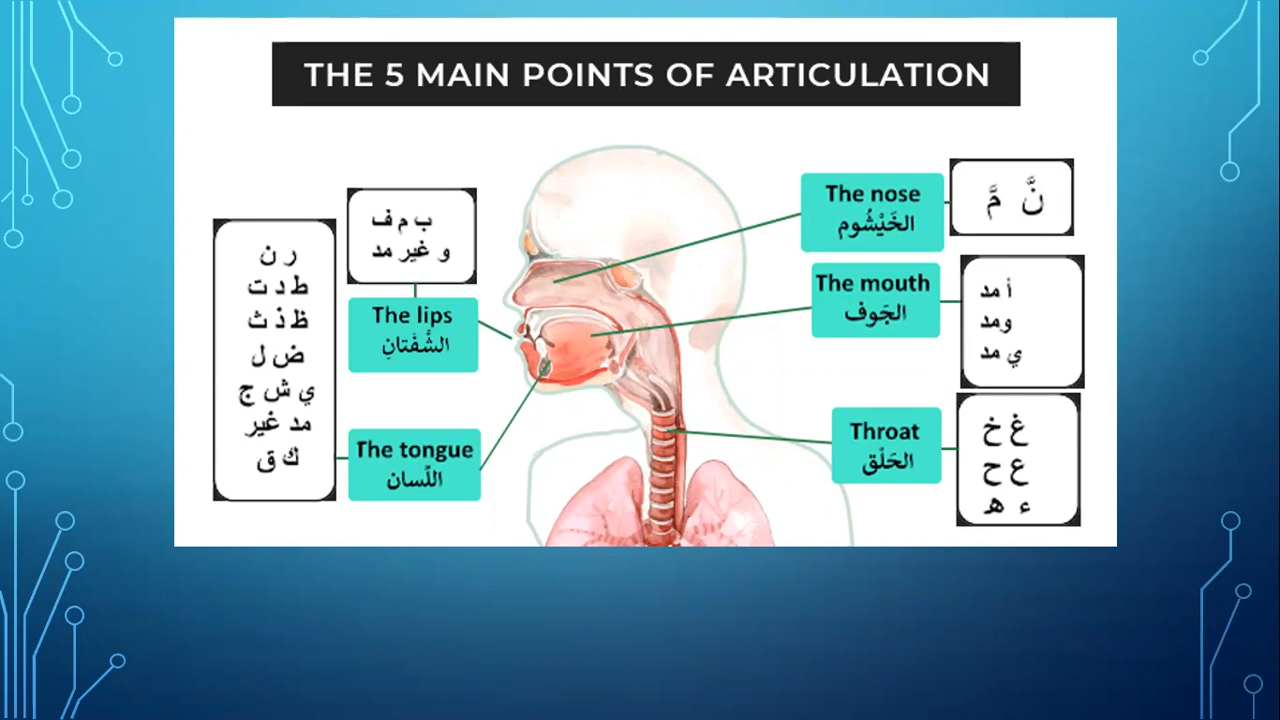 THE 5 MAIN POINTS OF ARTICULATION
ر ن
ط د ت
ظ ذ ث
ض ل
ي ش ج
مد غير
ك ق
ب م ف
و غير مد
The lips
الشَّفَتانِ
The tongue
اللّسان
The nose
الخَيْشُوم
نَّ مَّ
The mouth
الجَوف
أ مد
ومد
ي مد
Throat
الحَلْق
غ خ
ع ح
ء ه